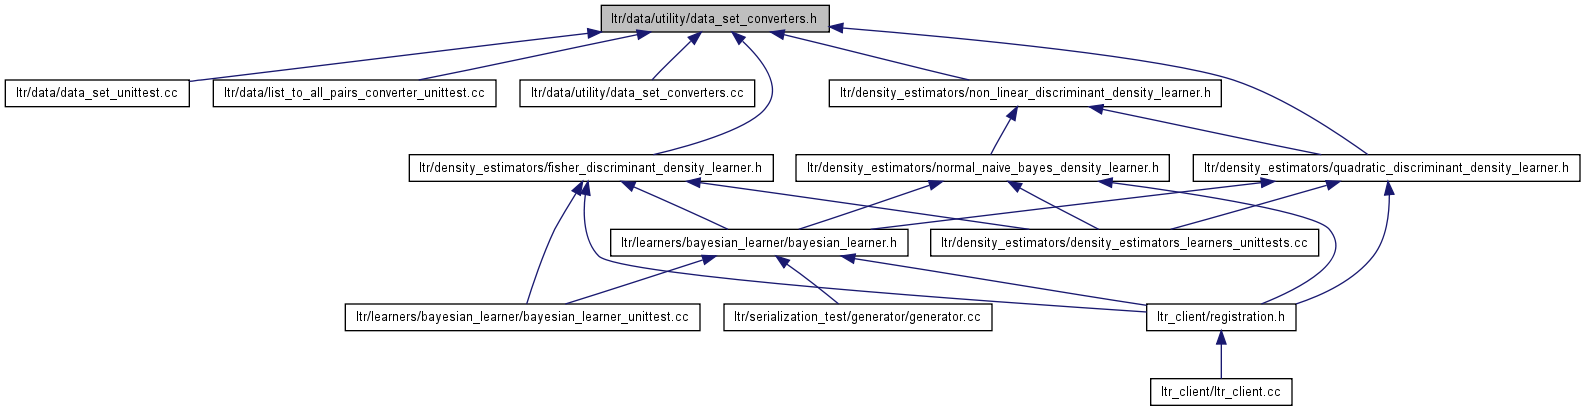 ltr/data/utility/data_set_converters.h
ltr/data/data_set_unittest.cc
ltr/data/list_to_all_pairs_converter_unittest.cc
ltr/data/utility/data_set_converters.cc
ltr/density_estimators/non_linear_discriminant_density_learner.h
ltr/density_estimators/fisher_discriminant_density_learner.h
ltr/density_estimators/normal_naive_bayes_density_learner.h
ltr/density_estimators/quadratic_discriminant_density_learner.h
ltr/learners/bayesian_learner/bayesian_learner.h
ltr/density_estimators/density_estimators_learners_unittests.cc
ltr/learners/bayesian_learner/bayesian_learner_unittest.cc
ltr/serialization_test/generator/generator.cc
ltr_client/registration.h
ltr_client/ltr_client.cc